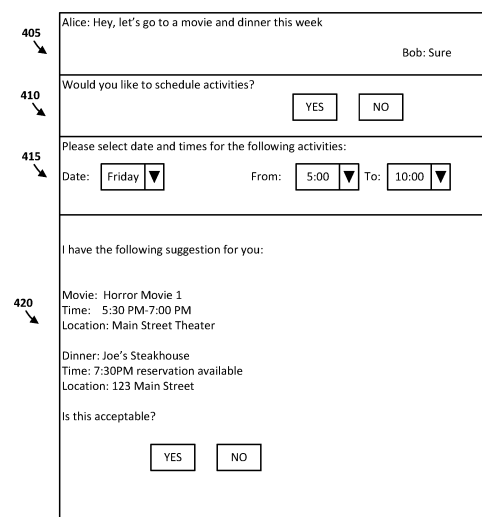 405
Alice: Hey, let's go to a movie and dinner this week
Bob: Sure
410
Would you like to schedule activities?
YES NO
415
Please select date and times for the following activities:
Date: Friday From: 5:00 To: 10:00
420
I have the following suggestion for you:
Movie: Horror Movie 1
Time: 5:30 PM-7:00 PM
Location: Main Street Theater
Dinner: Joe's Steakhouse
Time: 7:30PM reservation available
Location: 123 Main Street
Is this acceptable?
YES NO